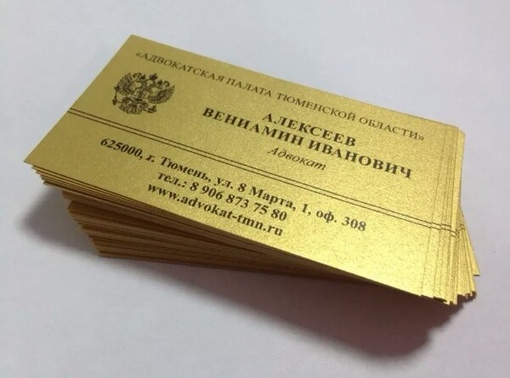 «АДВОКАТСКАЯ ПАЛАТА ТЮМЕНСКОЙ ОБЛАСТИ»
АЛЕКСЕЕВ
ВЕНИАМИН ИВАНОВИЧ
Адвокат
625000, г. Тюмень, ул. 8 Марта, 1, оф. 308
тел.: 8 906 873 75 80
www.advokat-tmn.ru